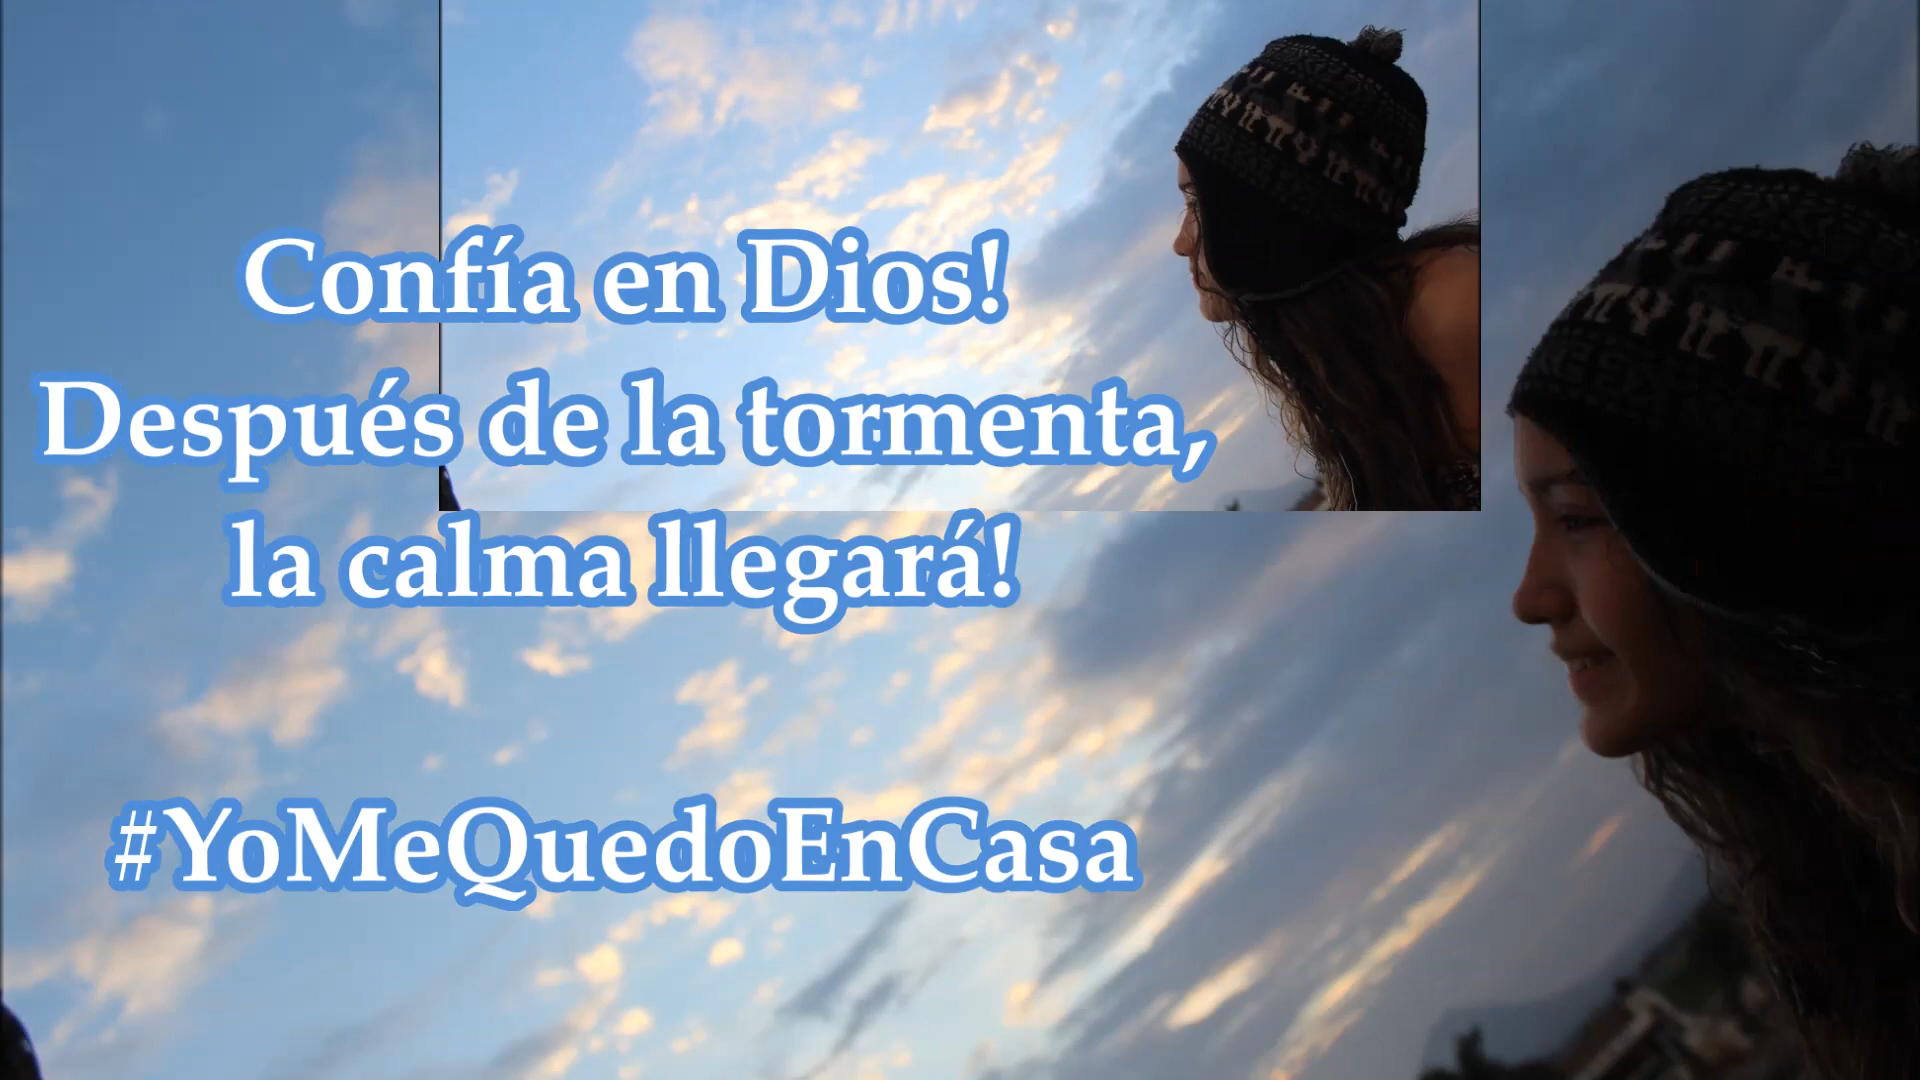 Confía en Dios!
Después de la tormenta,
la calma llegará!
#YoMeQuedoEnCasa